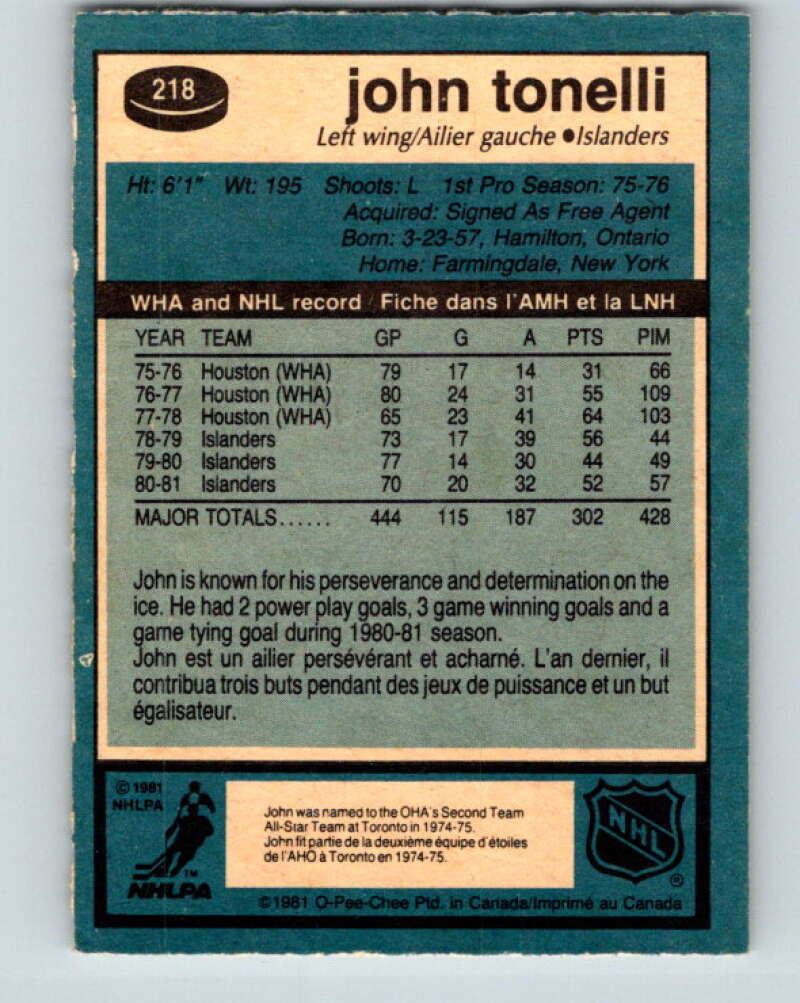 218
john tonelli
Left wing/Ailier gauche ●Islanders
Ht: 6'1" Wt: 195 Shoots: L 1st Pro Season: 75-76
Acquired: Signed As Free Agent
Born: 3-23-57, Hamilton, Ontario
Home: Farmingdale, New York
WHA and NHL record / Fiche dans l'AMH et la LNH
YEAR TEAM GP G A PTS PIM
75-76 Houston (WHA) 79 17 14 31 66
76-77 Houston (WHA) 80 24 31 55 109
77-78 Houston (WHA) 65 23 41 64 103
78-79 Islanders 73 17 39 56 44
79-80 Islanders 77 14 30 44 49
80-81 Islanders 70 20 32 52 57
MAJOR TOTALS...... 444 115 187 302 428
John is known for his perseverance and determination on the
ice. He had 2 power play goals, 3 game winning goals and a
game tying goal during 1980-81 season.
John est un ailier persévérant et acharné. L'an dernier, il
contribua trois buts pendant des jeux de puissance et un but
égalisateur.
© 1981
NHLPA
TM
NHLPA
John was named to the OHA's Second Team
All-Star Team at Toronto in 1974-75.
John fit partie de la deuxième équipe d'étoiles
de l'AHO à Toronto en 1974-75.
NHL
®
©1981 O-Pee-Chee Ptd. in Canada/Imprimé au Canada